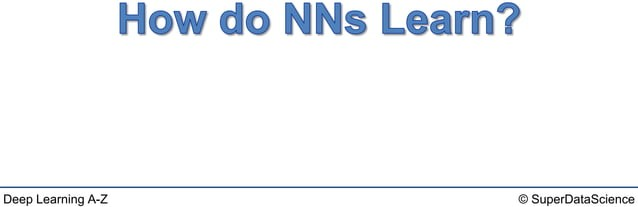 How do NNs Learn?
Deep Learning A-Z
© SuperDataScience